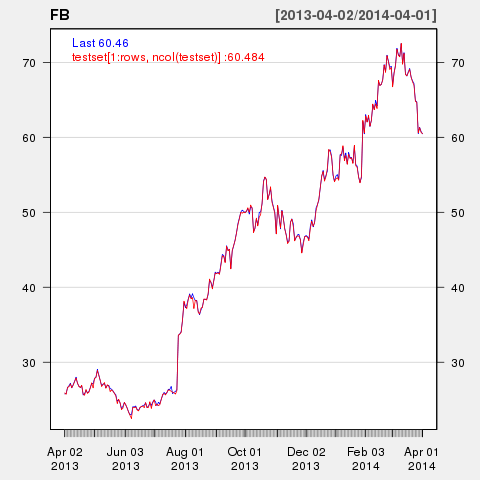 FB [2013-04-02/2014-04-01]
Last 60.46
testset[1:rows, ncol(testset)] :60.484
70 70
60 60
50 50
40 40
30 30
Apr 02 2013 Jun 03 2013 Aug 01 2013 Oct 01 2013 Dec 02 2013 Feb 03 2014 Apr 01 2014